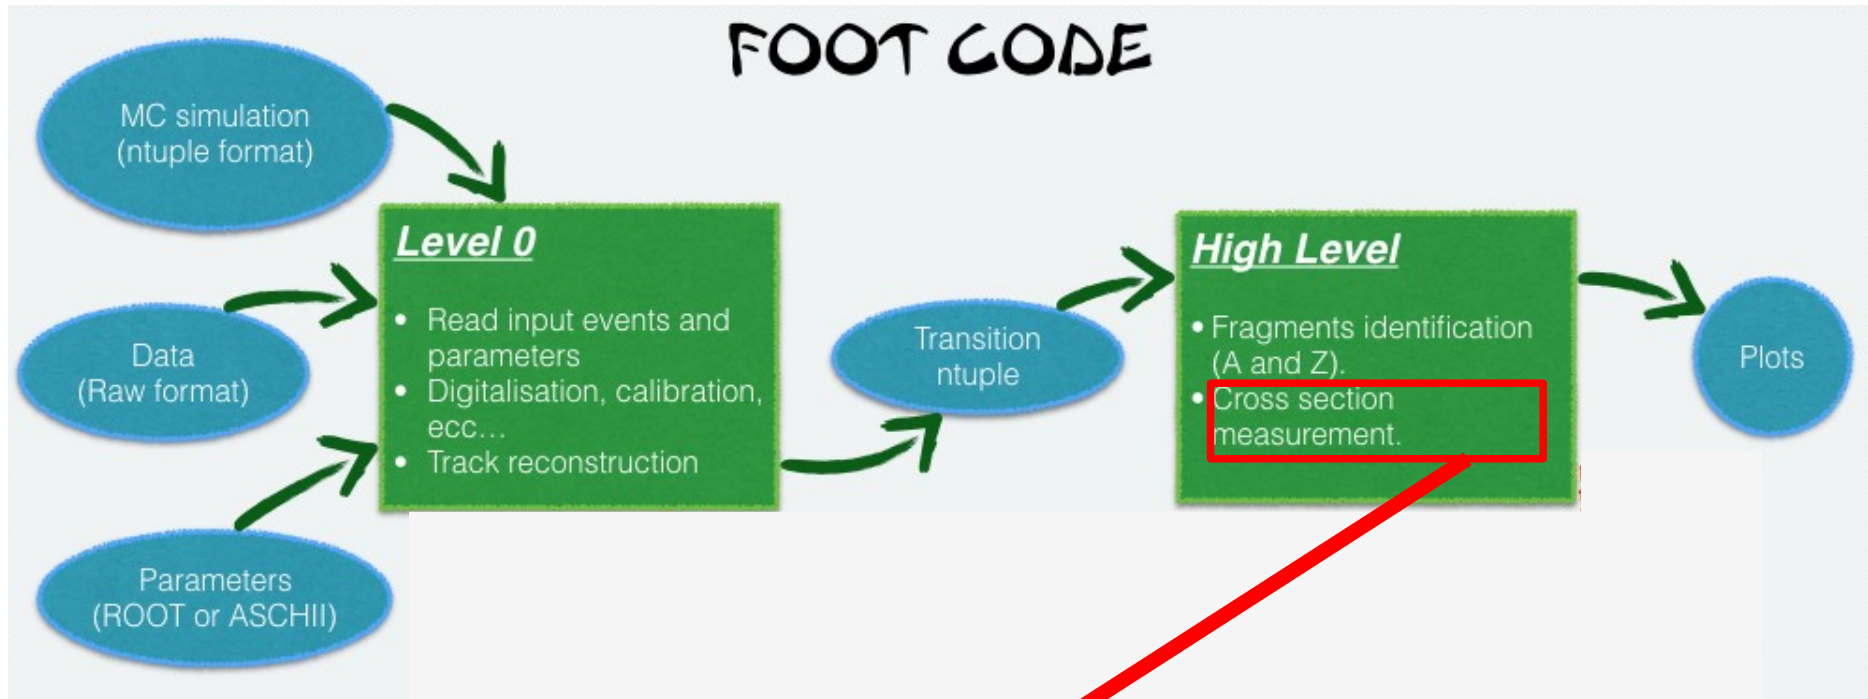 FOOT CODE
MC simulation
(ntuple format)
Data
(Raw format)
Parameters
(ROOT or ASCHII)
Level 0
• Read input events and
parameters
• Digitalisation, calibration,
ecc...
• Track reconstruction
Transition
ntuple
High Level
• Fragments identification
(A and Z).
• Cross section
measurement.
Plots